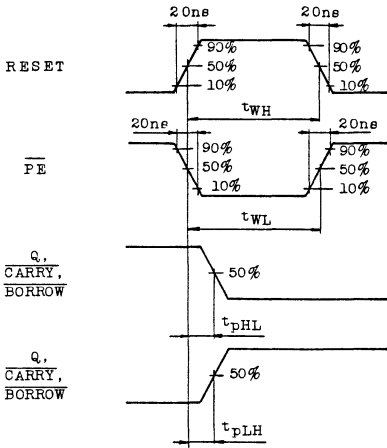 20ns 20ns
90% 90%
RESET 50% 50%
10% 10%
tWH
20ns 20ns
90% 90%
PE 50% 50%
10% 10%
tWL
Q,
CARRY, 50%
BORROW
tpHL
Q,
CARRY, 50%
BORROW
tpLH